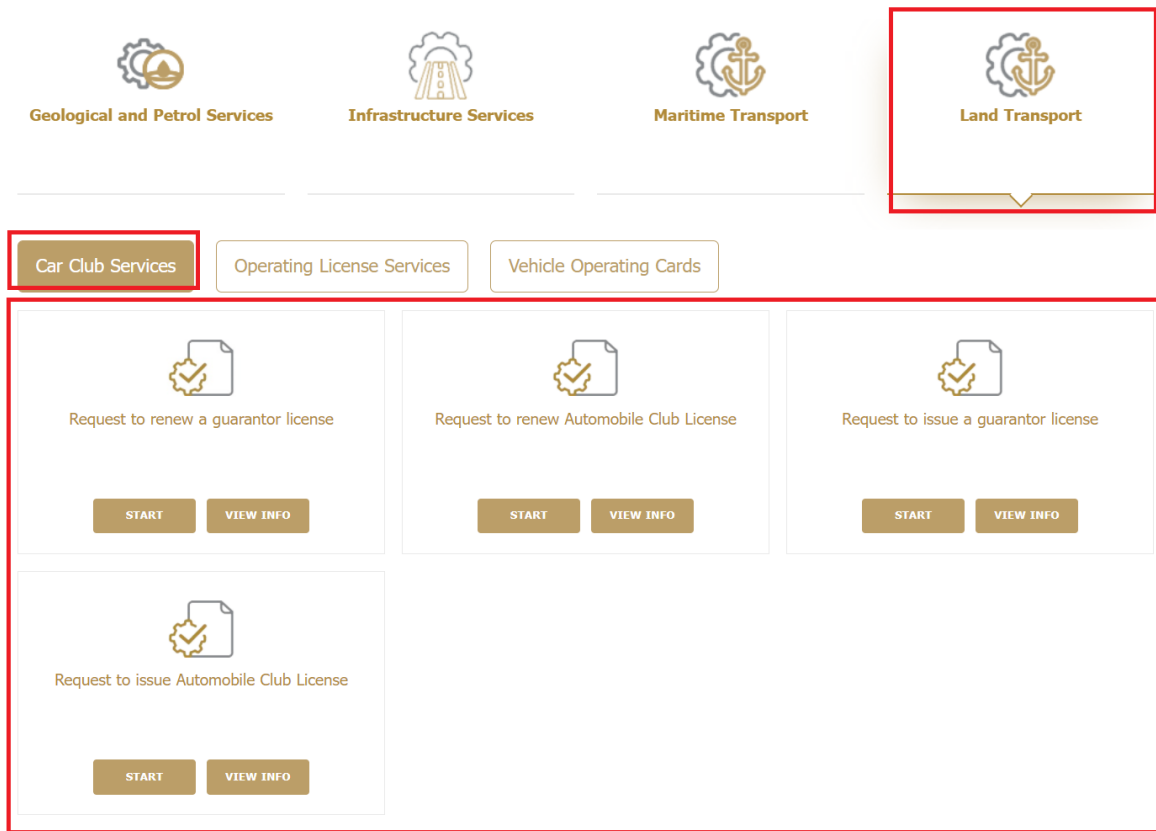 Geological and Petrol Services
Infrastructure Services
Maritime Transport
Land Transport
Car Club Services
Operating License Services
Vehicle Operating Cards
Request to renew a guarantor license
START
VIEW INFO
Request to renew Automobile Club License
START
VIEW INFO
Request to issue a guarantor license
START
VIEW INFO
Request to issue Automobile Club License
START
VIEW INFO